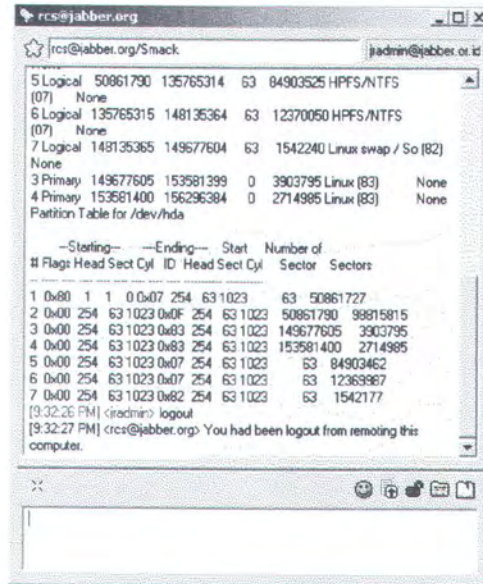 rcs@jabber.org
rcs@jabber.org/Smack jradmin@jabber.or.id
5 Logical 50861790 135765314 63 84903525 HPFS/NTFS
(07) None
6 Logical 135765315 148135364 63 12370050 HPFS/NTFS
(07) None
7 Logical 148135365 149677604 63 1542240 Linux swap / So (82)
None
3 Primary 149677605 153581399 0 3903795 Linux (83) None
4 Primary 153581400 156296384 0 2714985 Linux (83) None
Partition Table for /dev/hda
---Starting--- ----Ending---- Start Number of
# Flags Head Sect Cyl ID Head Sect Cyl Sector Sectors
1 0x80 1 1 0 0x07 254 63 1023 63 50861727
2 0x00 254 63 1023 0x0F 254 63 1023 50861790 98815815
3 0x00 254 63 1023 0x83 254 63 1023 149677605 3903795
4 0x00 254 63 1023 0x83 254 63 1023 153581400 2714985
5 0x00 254 63 1023 0x07 254 63 1023 63 84903462
6 0x00 254 63 1023 0x07 254 63 1023 63 12369987
7 0x00 254 63 1023 0x82 254 63 1023 63 1542177
[9:32:26 PM] <jradmin> logout
[9:32:27 PM] <rcs@jabber.org> You had been logout from remoting this
computer.